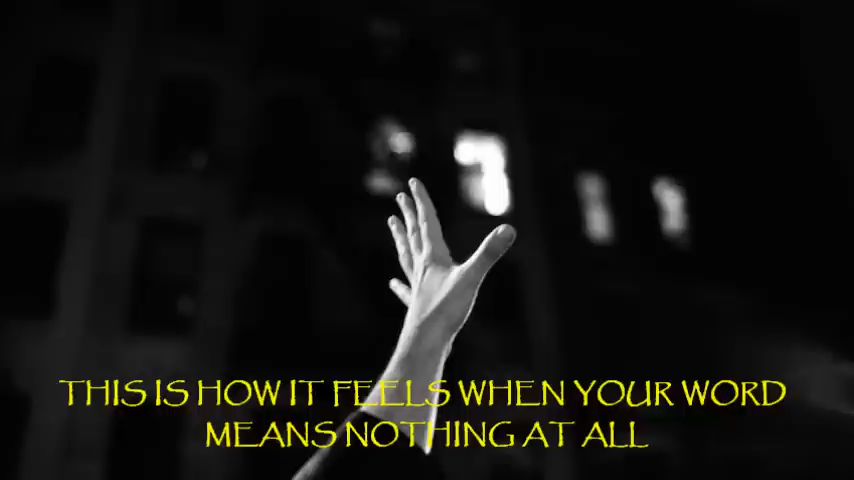 THIS IS HOW IT FEELS WHEN YOUR WORD
MEANS NOTHING AT ALL